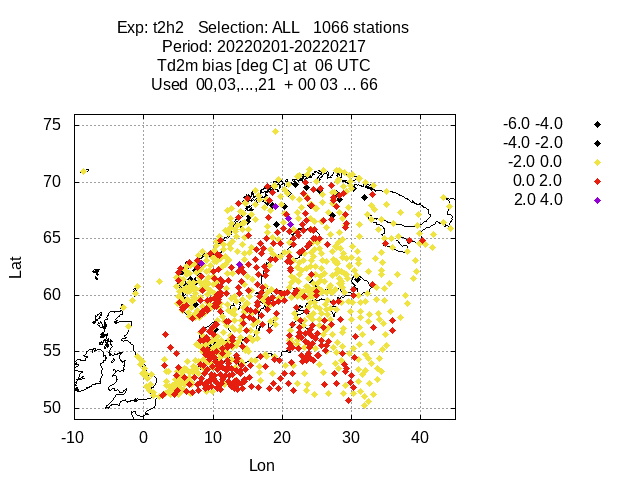 Exp: t2h2   Selection: ALL   1066 stations
Period: 20220201-20220217
Td2m bias [deg C] at  06 UTC
Used  00,03,...,21  + 00 03 ... 66
-6.0 -4.0
-4.0 -2.0
-2.0 0.0
0.0 2.0
2.0 4.0
75
70
65
60
55
50
Lat
-10
0
10
20
30
40
Lon